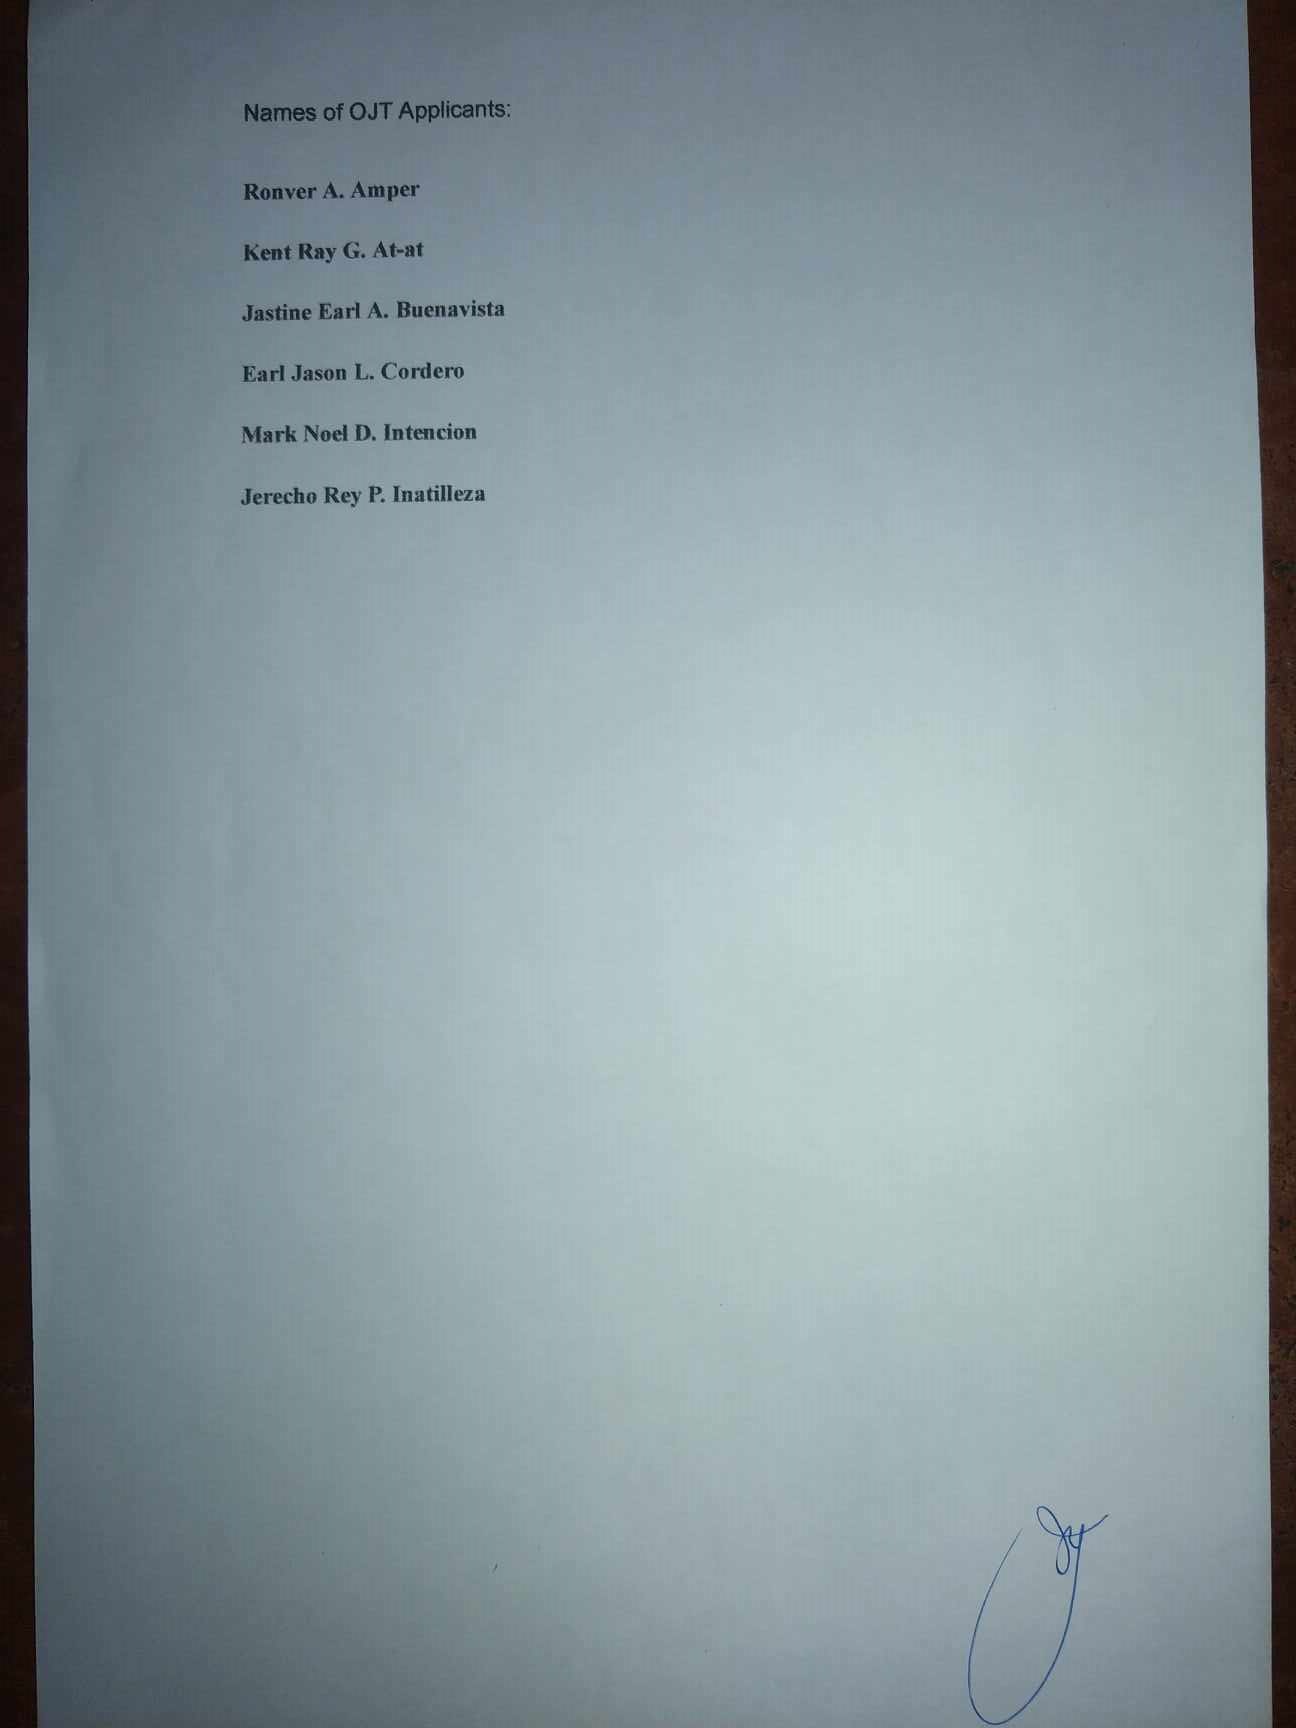 Names of OJT Applicants:
Ronver A. Amper
Kent Ray G. At-at
Jastine Earl A. Buenavista
Earl Jason L. Cordero
Mark Noel D. Intencion
Jerecho Rey P. Inatilleza